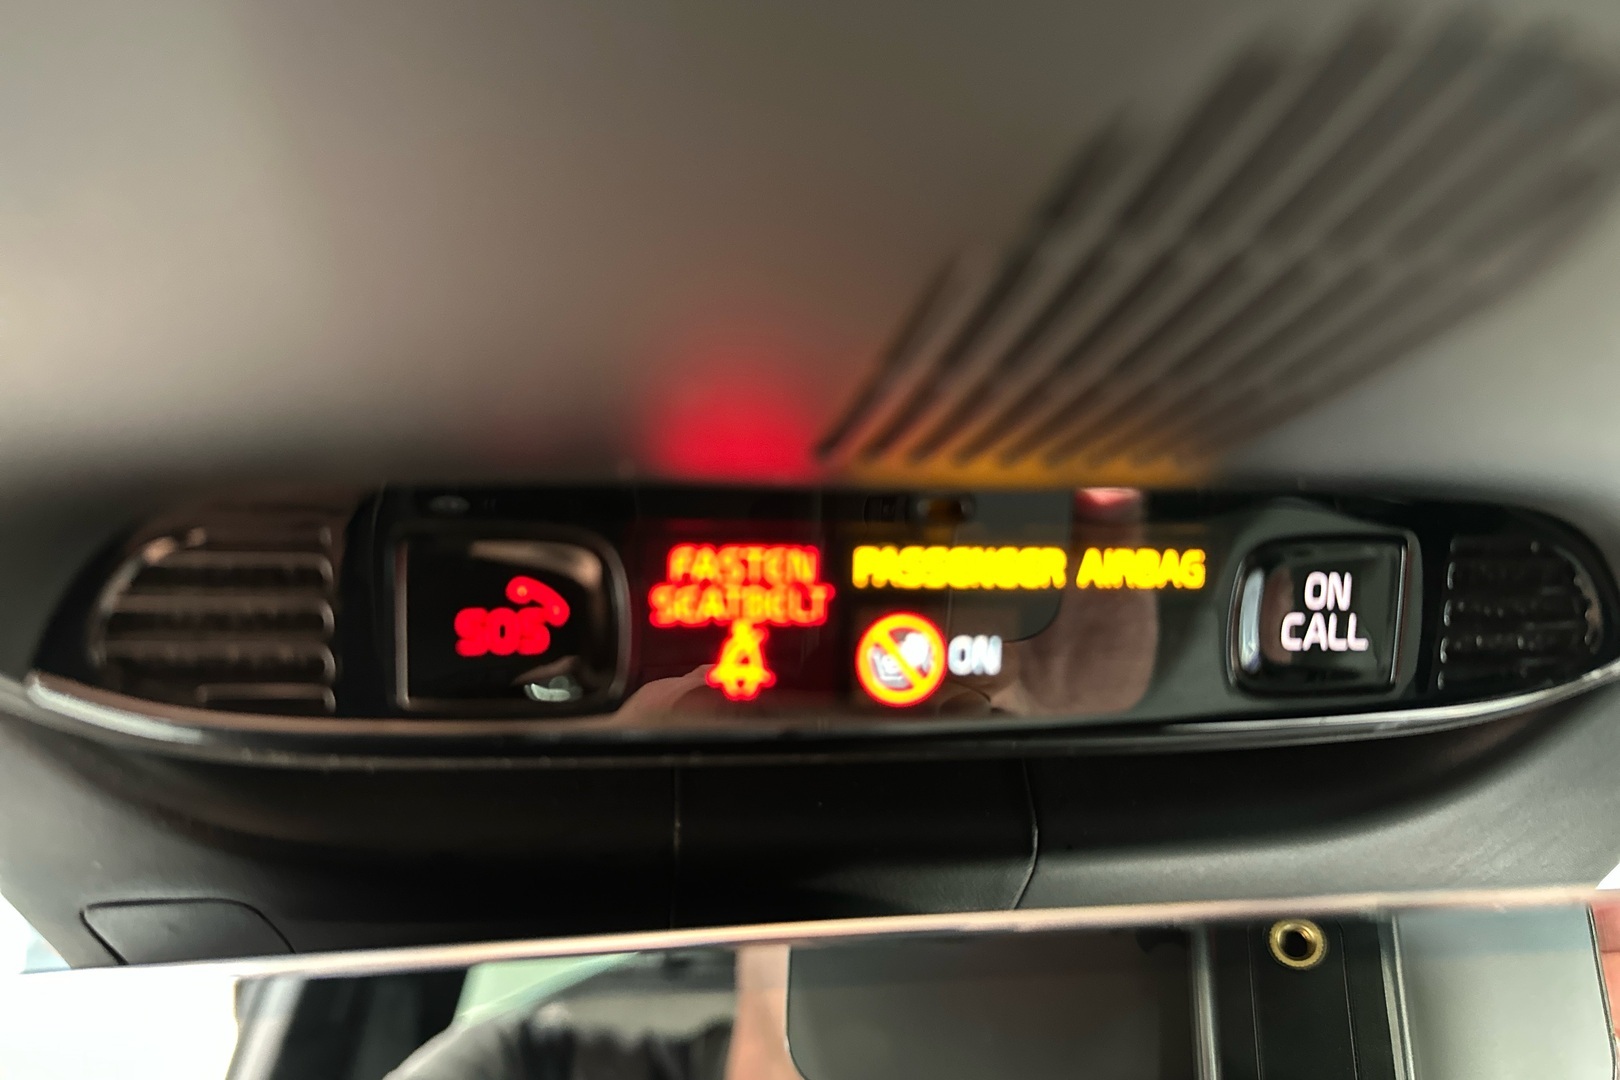 SOS
FASTEN
SEATBELT
PASSENGER AIRBAG
ON
ON
CALL